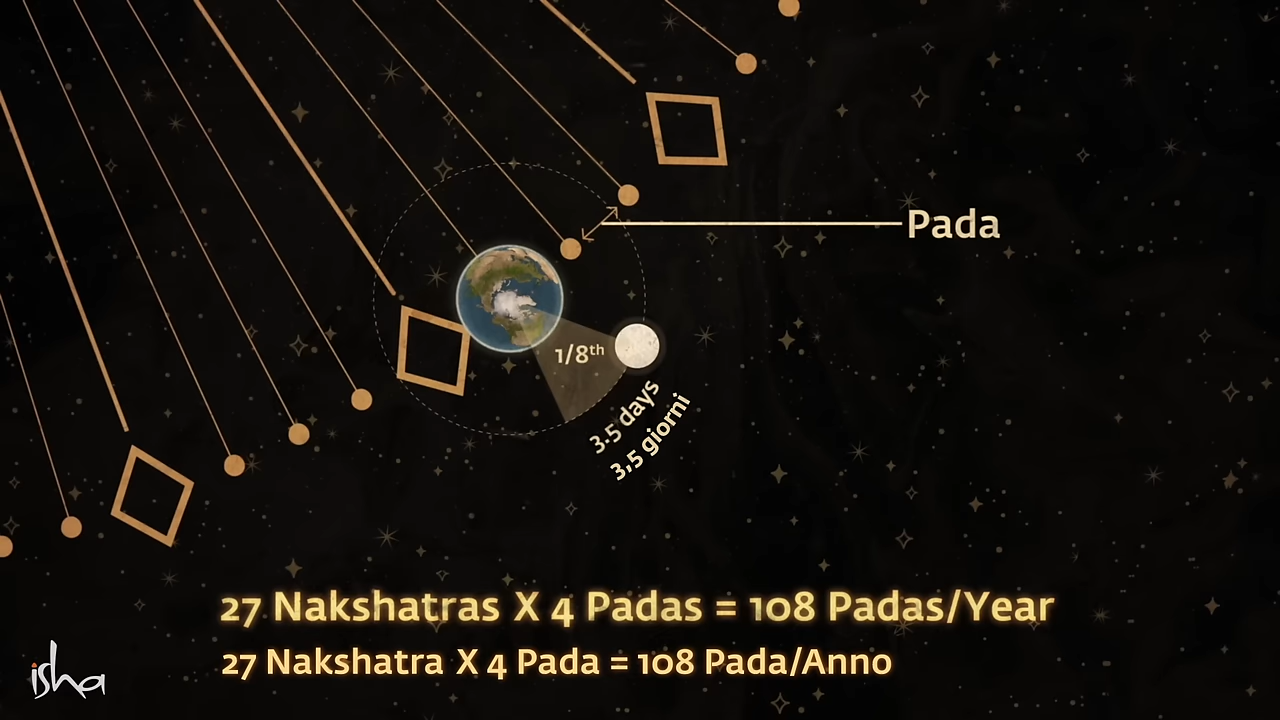 Pada
1/8th
3.5 days
3,5 giorni
27 Nakshatras X 4 Padas = 108 Padas/Year
27 Nakshatra X 4 Pada = 108 Pada/Anno
isha